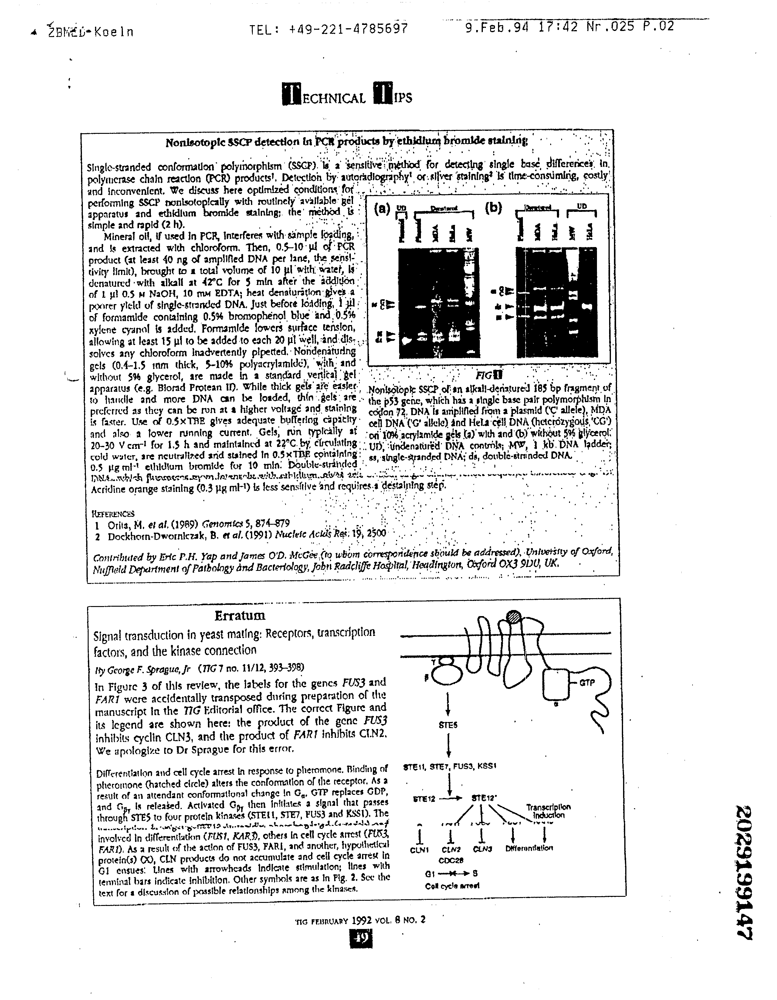 ZBMED-Koeln TEL: +49-221-4785697 9.Feb.94 17:42 Nr.025 P.02
TECHNICAL TIPS
Nonisotopic SSCP detection in PCR products by ethidium bromide staining
Single-stranded conformation polymorphism (SSCP) is a sensitive method for detecting single base differences in
polymerase chain reaction (PCR) products¹. Detection by autoradiography¹ or silver staining² is time-consuming, costly
and inconvenient. We discuss here optimized conditions for
performing SSCP nonisotopically with routinely available gel
apparatus and ethidium bromide staining; the method is
simple and rapid (2 h).
Mineral oil, if used in PCR, interferes with sample loading,
and is extracted with chloroform. Then, 0.5–10 µl of PCR
product (at least 40 ng of amplified DNA per lane, the sensi-
tivity limit), brought to a total volume of 10 µl with water, is
denatured with alkali at 42°C for 5 min after the addition
of 1 µl 0.5 M NaOH, 10 mM EDTA; heat denaturation gives a
poorer yield of single-stranded DNA. Just before loading, 1 µl
of formamide containing 0.5% bromophenol blue and 0.5%
xylene cyanol is added. Formamide lowers surface tension,
allowing at least 15 µl to be added to each 20 µl well, and dis-
solves any chloroform inadvertently pipetted. Nondenaturing
gels (0.4–1.5 mm thick, 5–10% polyacrylamide), with and
without 5% glycerol, are made in a standard vertical gel
apparatus (e.g. Biorad Protean II). While thick gels are easier
to handle and more DNA can be loaded, thin gels are
preferred as they can be run at a higher voltage and staining
is faster. Use of 0.5×TBE gives adequate buffering capacity
and also a lower running current. Gels, run typically at
20–30 V cm⁻¹ for 1.5 h and maintained at 22°C by circulating
cold water, are neutralized and stained in 0.5×TBE containing
0.5 µg ml⁻¹ ethidium bromide for 10 min. Double-stranded
Acridine orange staining (0.3 µg ml⁻¹) is less sensitive and requires a destaining step.
(a) UD Denatured (b) Denatured UD
Plasmid MDA HeLa MW Plasmid MDA HeLa MW HeLa
ss
ds
ss
ds
FIG 1
Nonisotopic SSCP of an alkali-denatured 185 bp fragment of
the p53 gene, which has a single base pair polymorphism in
codon 72. DNA is amplified from a plasmid ('C' allele), MDA
cell DNA ('G' allele) and HeLa cell DNA (heterozygous 'CG')
on 10% acrylamide gels (a) with and (b) without 5% glycerol.
UD, undenatured DNA controls; MW, 1 kb DNA ladder;
ss, single-stranded DNA; ds, double-stranded DNA.
REFERENCES
1 Orita, M. et al. (1989) Genomics 5, 874–879
2 Dockhorn-Dworniczak, B. et al. (1991) Nucleic Acids Res. 19, 2500
Contributed by Eric P.H. Yap and James O'D. McGee (to whom correspondence should be addressed), University of Oxford,
Nuffield Department of Pathology and Bacteriology, John Radcliffe Hospital, Headington, Oxford OX3 9DU, UK.
Erratum
Signal transduction in yeast mating: Receptors, transcription
factors, and the kinase connection
by George F. Sprague, Jr (TIG 7 no. 11/12, 393–398)
In Figure 3 of this review, the labels for the genes FUS3 and
FAR1 were accidentally transposed during preparation of the
manuscript in the TIG Editorial office. The correct Figure and
its legend are shown here: the product of the gene FUS3
inhibits cyclin CLN3, and the product of FAR1 inhibits CLN2.
We apologize to Dr Sprague for this error.
Differentiation and cell cycle arrest in response to pheromone. Binding of
pheromone (hatched circle) alters the conformation of the receptor. As a
result of an attendant conformational change in Gα, GTP replaces GDP,
and Gβγ is released. Activated Gβγ then initiates a signal that passes
through STE5 to four protein kinases (STE11, STE7, FUS3 and KSS1). The
involved in differentiation (FUS1, KAR3), others in cell cycle arrest (FUS3,
FAR1). As a result of the action of FUS3, FAR1, and another, hypothetical
protein(s) (X), CLN products do not accumulate and cell cycle arrest in
G1 ensues. Lines with arrowheads indicate stimulation; lines with
terminal bars indicate inhibition. Other symbols are as in Fig. 2. See the
text for a discussion of possible relationships among the kinases.
γ
β
α
GTP
STE5
STE11, STE7, FUS3, KSS1
STE12 STE12*
Transcription
induction
CLN1 CLN2 CLN3 Differentiation
CDC28
G1 S
Cell cycle arrest
TIG FEBRUARY 1992 VOL. 8 NO. 2
49
2029199147